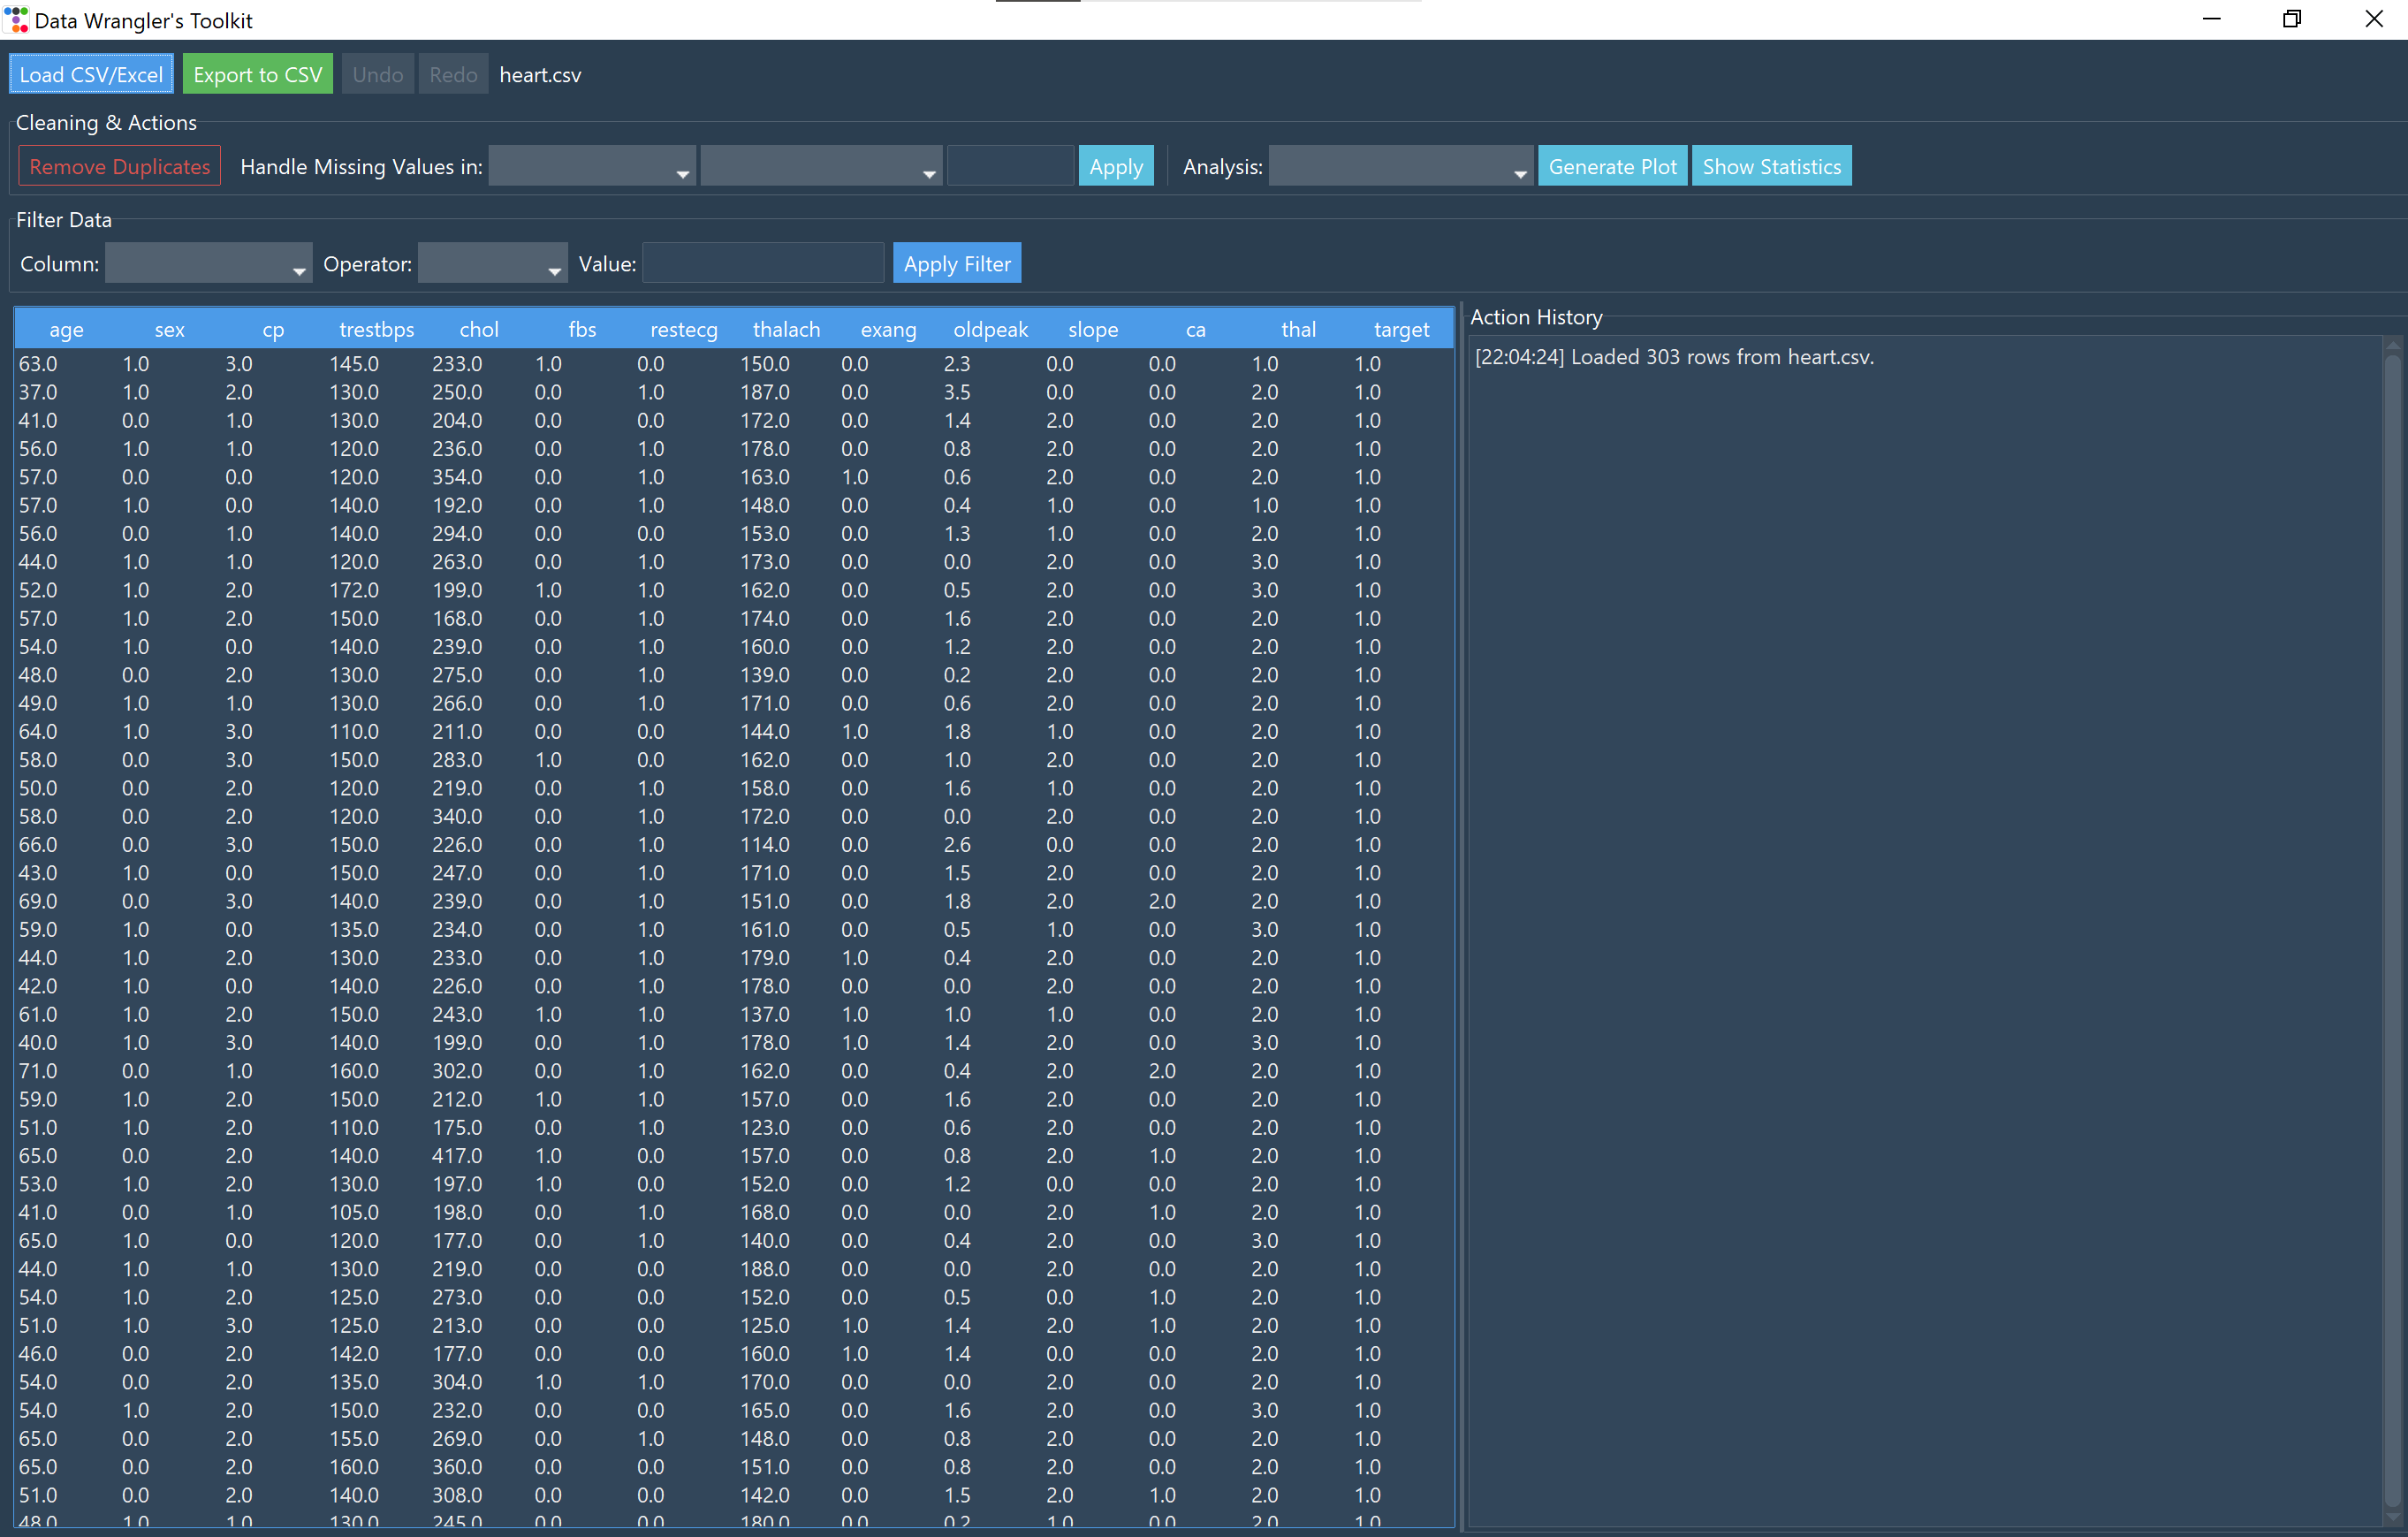 Data Wrangler's Toolkit
Load CSV/Excel Export to CSV Undo Redo heart.csv
Cleaning & Actions
Remove Duplicates Handle Missing Values in: Apply Analysis: Generate Plot Show Statistics
Filter Data
Column: Operator: Value: Apply Filter
age sex cp trestbps chol fbs restecg thalach exang oldpeak slope ca thal target
63.0 1.0 3.0 145.0 233.0 1.0 0.0 150.0 0.0 2.3 0.0 0.0 1.0 1.0
37.0 1.0 2.0 130.0 250.0 0.0 1.0 187.0 0.0 3.5 0.0 0.0 2.0 1.0
41.0 0.0 1.0 130.0 204.0 0.0 0.0 172.0 0.0 1.4 2.0 0.0 2.0 1.0
56.0 1.0 1.0 120.0 236.0 0.0 1.0 178.0 0.0 0.8 2.0 0.0 2.0 1.0
57.0 0.0 0.0 120.0 354.0 0.0 1.0 163.0 1.0 0.6 2.0 0.0 2.0 1.0
57.0 1.0 0.0 140.0 192.0 0.0 1.0 148.0 0.0 0.4 1.0 0.0 1.0 1.0
56.0 0.0 1.0 140.0 294.0 0.0 0.0 153.0 0.0 1.3 1.0 0.0 2.0 1.0
44.0 1.0 1.0 120.0 263.0 0.0 1.0 173.0 0.0 0.0 2.0 0.0 3.0 1.0
52.0 1.0 2.0 172.0 199.0 1.0 1.0 162.0 0.0 0.5 2.0 0.0 3.0 1.0
57.0 1.0 2.0 150.0 168.0 0.0 1.0 174.0 0.0 1.6 2.0 0.0 2.0 1.0
54.0 1.0 0.0 140.0 239.0 0.0 1.0 160.0 0.0 1.2 2.0 0.0 2.0 1.0
48.0 0.0 2.0 130.0 275.0 0.0 1.0 139.0 0.0 0.2 2.0 0.0 2.0 1.0
49.0 1.0 1.0 130.0 266.0 0.0 1.0 171.0 0.0 0.6 2.0 0.0 2.0 1.0
64.0 1.0 3.0 110.0 211.0 0.0 0.0 144.0 1.0 1.8 1.0 0.0 2.0 1.0
58.0 0.0 3.0 150.0 283.0 1.0 0.0 162.0 0.0 1.0 2.0 0.0 2.0 1.0
50.0 0.0 2.0 120.0 219.0 0.0 1.0 158.0 0.0 1.6 1.0 0.0 2.0 1.0
58.0 0.0 2.0 120.0 340.0 0.0 1.0 172.0 0.0 0.0 2.0 0.0 2.0 1.0
66.0 0.0 3.0 150.0 226.0 0.0 1.0 114.0 0.0 2.6 0.0 0.0 2.0 1.0
43.0 1.0 0.0 150.0 247.0 0.0 1.0 171.0 0.0 1.5 2.0 0.0 2.0 1.0
69.0 0.0 3.0 140.0 239.0 0.0 1.0 151.0 0.0 1.8 2.0 2.0 2.0 1.0
59.0 1.0 0.0 135.0 234.0 0.0 1.0 161.0 0.0 0.5 1.0 0.0 3.0 1.0
44.0 1.0 2.0 130.0 233.0 0.0 1.0 179.0 1.0 0.4 2.0 0.0 2.0 1.0
42.0 1.0 0.0 140.0 226.0 0.0 1.0 178.0 0.0 0.0 2.0 0.0 2.0 1.0
61.0 1.0 2.0 150.0 243.0 1.0 1.0 137.0 1.0 1.0 1.0 0.0 2.0 1.0
40.0 1.0 3.0 140.0 199.0 0.0 1.0 178.0 1.0 1.4 2.0 0.0 3.0 1.0
71.0 0.0 1.0 160.0 302.0 0.0 1.0 162.0 0.0 0.4 2.0 2.0 2.0 1.0
59.0 1.0 2.0 150.0 212.0 1.0 1.0 157.0 0.0 1.6 2.0 0.0 2.0 1.0
51.0 1.0 2.0 110.0 175.0 0.0 1.0 123.0 0.0 0.6 2.0 0.0 2.0 1.0
65.0 0.0 2.0 140.0 417.0 1.0 0.0 157.0 0.0 0.8 2.0 1.0 2.0 1.0
53.0 1.0 2.0 130.0 197.0 1.0 0.0 152.0 0.0 1.2 0.0 0.0 2.0 1.0
41.0 0.0 1.0 105.0 198.0 0.0 1.0 168.0 0.0 0.0 2.0 1.0 2.0 1.0
65.0 1.0 0.0 120.0 177.0 0.0 1.0 140.0 0.0 0.4 2.0 0.0 3.0 1.0
44.0 1.0 1.0 130.0 219.0 0.0 0.0 188.0 0.0 0.0 2.0 0.0 2.0 1.0
54.0 1.0 2.0 125.0 273.0 0.0 0.0 152.0 0.0 0.5 0.0 1.0 2.0 1.0
51.0 1.0 3.0 125.0 213.0 0.0 0.0 125.0 1.0 1.4 2.0 1.0 2.0 1.0
46.0 0.0 2.0 142.0 177.0 0.0 0.0 160.0 1.0 1.4 0.0 0.0 2.0 1.0
54.0 0.0 2.0 135.0 304.0 1.0 1.0 170.0 0.0 0.0 2.0 0.0 2.0 1.0
54.0 1.0 2.0 150.0 232.0 0.0 0.0 165.0 0.0 1.6 2.0 0.0 3.0 1.0
65.0 0.0 2.0 155.0 269.0 0.0 1.0 148.0 0.0 0.8 2.0 0.0 2.0 1.0
65.0 0.0 2.0 160.0 360.0 0.0 0.0 151.0 0.0 0.8 2.0 0.0 2.0 1.0
51.0 0.0 2.0 140.0 308.0 0.0 0.0 142.0 0.0 1.5 2.0 1.0 2.0 1.0
48.0 1.0 1.0 130.0 245.0 0.0 0.0 180.0 0.0 0.2 1.0 0.0 2.0 1.0
Action History
[22:04:24] Loaded 303 rows from heart.csv.